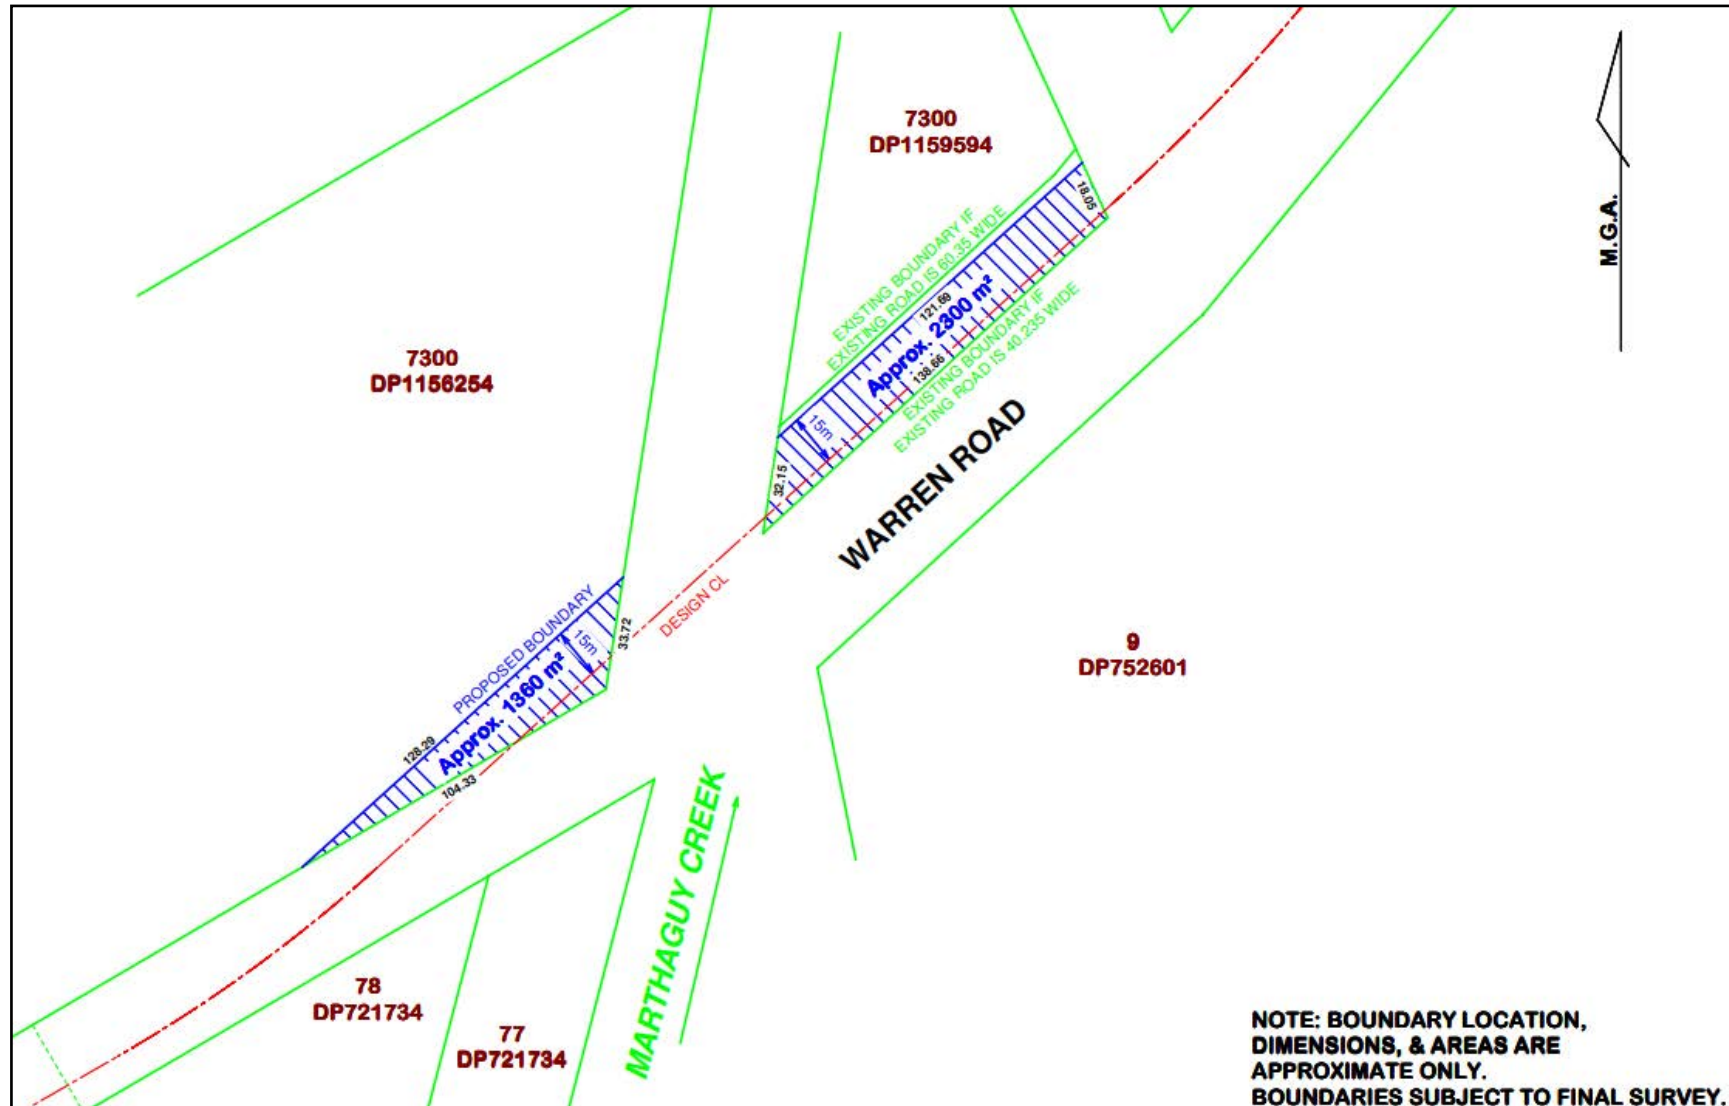 7300
DP1159594
M.G.A.
18.05
EXISTING BOUNDARY IF
EXISTING ROAD IS 60.35 WIDE
121.69
Approx. 2300 m²
138.66
EXISTING BOUNDARY IF
EXISTING ROAD IS 40.235 WIDE
7300
DP1156254
15m
32.15
WARREN ROAD
DESIGN CL
PROPOSED BOUNDARY
15m
33.72
Approx. 1360 m²
128.29
104.33
9
DP752601
MARTHAGUY CREEK
78
DP721734
77
DP721734
NOTE: BOUNDARY LOCATION,
DIMENSIONS, & AREAS ARE
APPROXIMATE ONLY.
BOUNDARIES SUBJECT TO FINAL SURVEY.